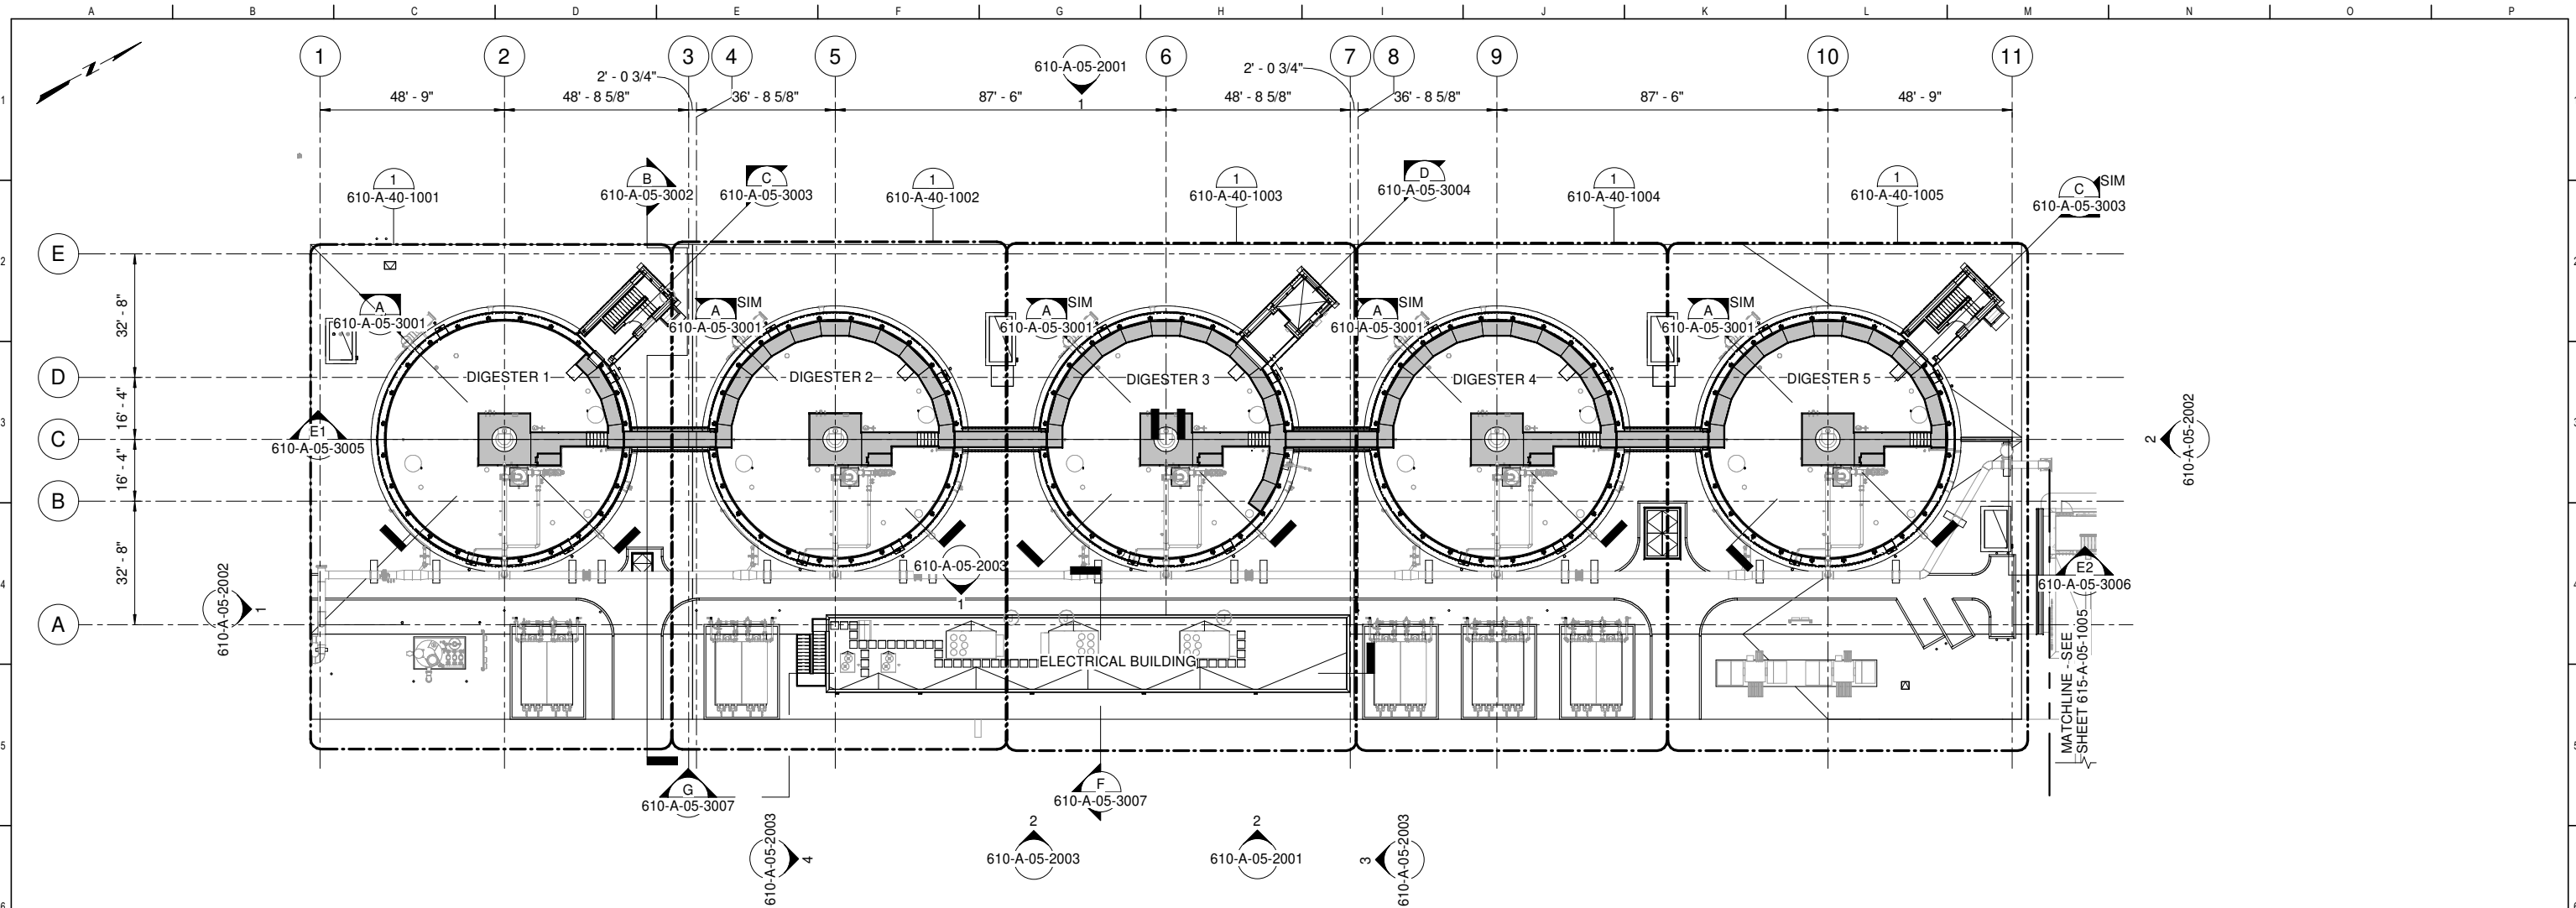 A B C D E F G H I J K L M N O P
1 2 3 4 5 6 7 8 9 10 11
N
610-A-05-2001
1
2' - 0 3/4" 2' - 0 3/4"
48' - 9" 48' - 8 5/8" 36' - 8 5/8" 87' - 6" 48' - 8 5/8" 36' - 8 5/8" 87' - 6" 48' - 9"
1
1
610-A-40-1001
B
610-A-05-3002
C
610-A-05-3003
1
610-A-40-1002
1
610-A-40-1003
D
610-A-05-3004
1
610-A-40-1004
1
610-A-40-1005
C SIM
610-A-05-3003
E
2
32' - 8"
A
610-A-05-3001
A SIM
610-A-05-3001
A SIM
610-A-05-3001
A SIM
610-A-05-3001
A SIM
610-A-05-3001
D
DIGESTER 1
DIGESTER 2
DIGESTER 3
DIGESTER 4
DIGESTER 5
16' - 4"
3
C
E1
610-A-05-3005
2
610-A-05-2002
16' - 4"
B
32' - 8"
4
610-A-05-2003
1
E2
610-A-05-3006
610-A-05-2002
1
A
ELECTRICAL BUILDING
MATCHLINE - SEE
SHEET 615-A-05-1005
5
G
610-A-05-3007
F
610-A-05-3007
610-A-05-2003
4
2
610-A-05-2003
2
610-A-05-2001
3
610-A-05-2003
6